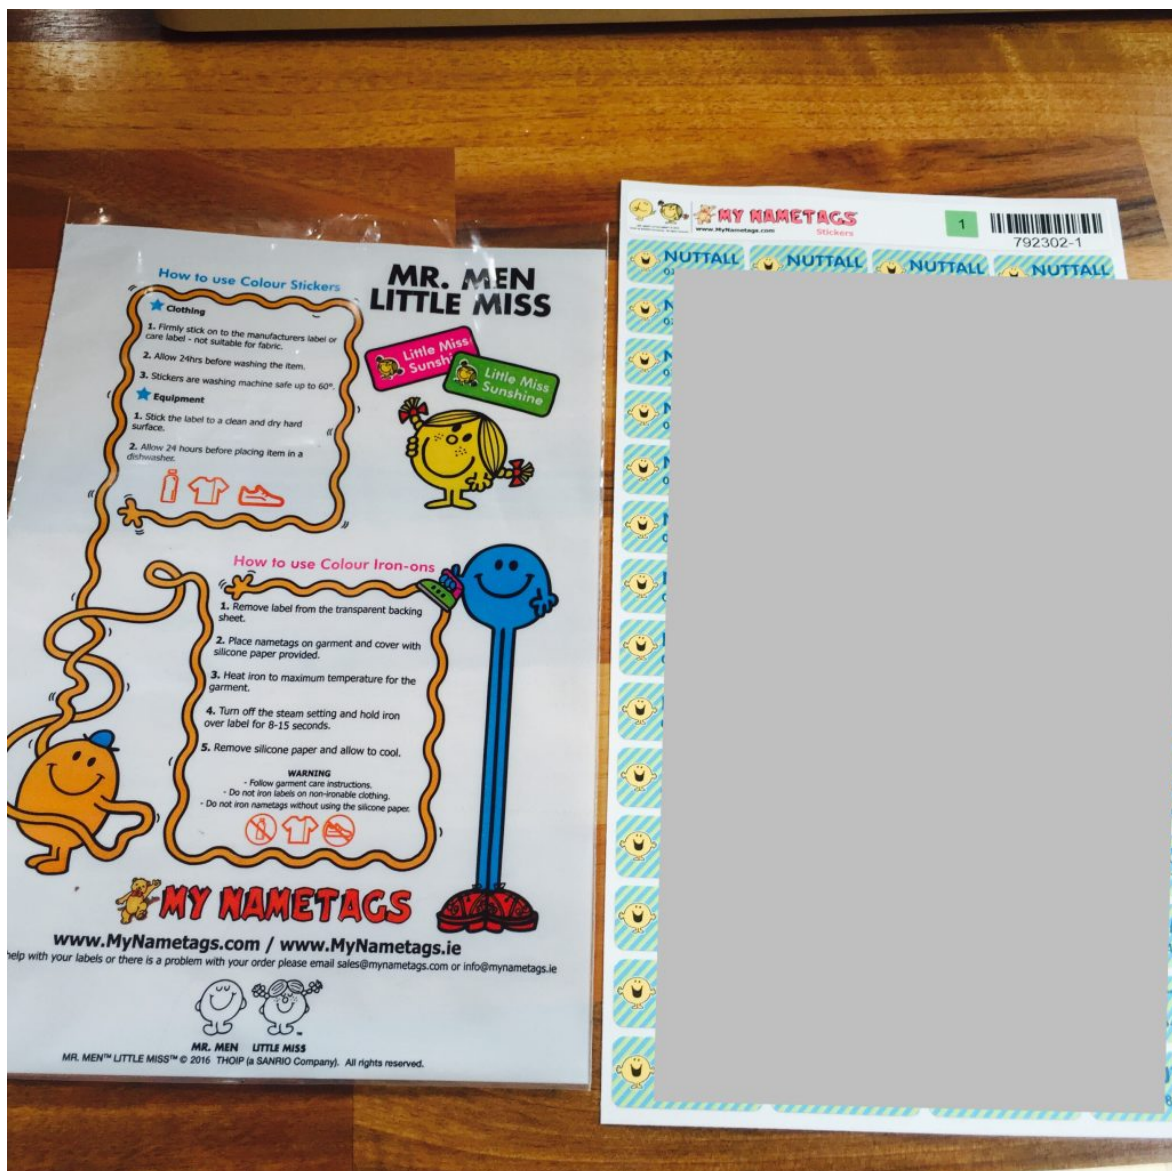 How to use Colour Stickers
Clothing
1. Firmly stick on to the manufacturers label or
care label - not suitable for fabric.
2. Allow 24hrs before washing the item.
3. Stickers are washing machine safe up to 60°.
Equipment
1. Stick the label to a clean and dry hard
surface.
2. Allow 24 hours before placing item in a
dishwasher.
MR. MEN
LITTLE MISS
Little Miss
Sunshi
Little Miss
Sunshine
How to use Colour Iron-ons
1. Remove label from the transparent backing
sheet.
2. Place nametags on garment and cover with
silicone paper provided.
3. Heat iron to maximum temperature for the
garment.
4. Turn off the steam setting and hold iron
over label for 8-15 seconds.
5. Remove silicone paper and allow to cool.
WARNING
- Follow garment care instructions.
- Do not iron labels on non-ironable clothing.
- Do not iron nametags without using the silicone paper.
MY NAMETAGS
www.MyNametags.com / www.MyNametags.ie
help with your labels or there is a problem with your order please email sales@mynametags.com or info@mynametags.ie
MR. MEN LITTLE MISS
MR. MEN™ LITTLE MISS™ © 2016 THOIP (a SANRIO Company). All rights reserved.
MY NAMETAGS
www.MyNametags.com
Stickers
1
792302-1
NUTTALL NUTTALL NUTTALL NUTTALL